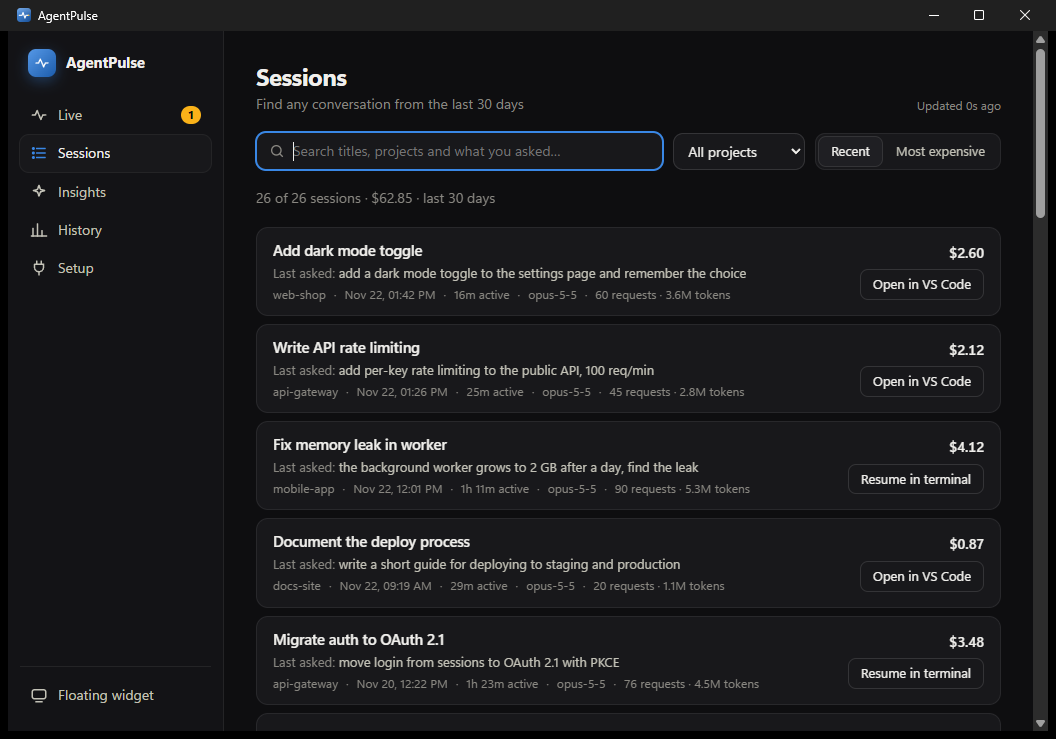 AgentPulse
AgentPulse
Live
1
Sessions
Insights
History
Setup
Floating widget
Sessions
Find any conversation from the last 30 days
Updated 0s ago
Search titles, projects and what you asked...
All projects
Recent
Most expensive
26 of 26 sessions · $62.85 · last 30 days
Add dark mode toggle
$2.60
Last asked: add a dark mode toggle to the settings page and remember the choice
Open in VS Code
web-shop · Nov 22, 01:42 PM · 16m active · opus-5-5 · 60 requests · 3.6M tokens
Write API rate limiting
$2.12
Last asked: add per-key rate limiting to the public API, 100 req/min
Open in VS Code
api-gateway · Nov 22, 01:26 PM · 25m active · opus-5-5 · 45 requests · 2.8M tokens
Fix memory leak in worker
$4.12
Last asked: the background worker grows to 2 GB after a day, find the leak
Resume in terminal
mobile-app · Nov 22, 12:01 PM · 1h 11m active · opus-5-5 · 90 requests · 5.3M tokens
Document the deploy process
$0.87
Last asked: write a short guide for deploying to staging and production
Open in VS Code
docs-site · Nov 22, 09:19 AM · 29m active · opus-5-5 · 20 requests · 1.1M tokens
Migrate auth to OAuth 2.1
$3.48
Last asked: move login from sessions to OAuth 2.1 with PKCE
Resume in terminal
api-gateway · Nov 20, 12:22 PM · 1h 23m active · opus-5-5 · 76 requests · 4.5M tokens